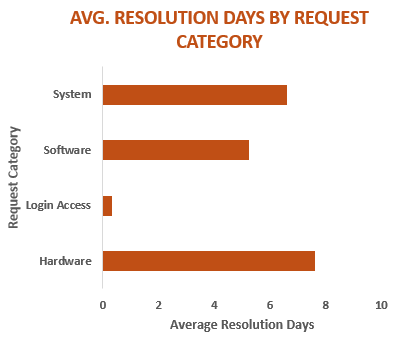 AVG. RESOLUTION DAYS BY REQUEST
CATEGORY
Request Category
System
Software
Login Access
Hardware
0 2 4 6 8 10
Average Resolution Days